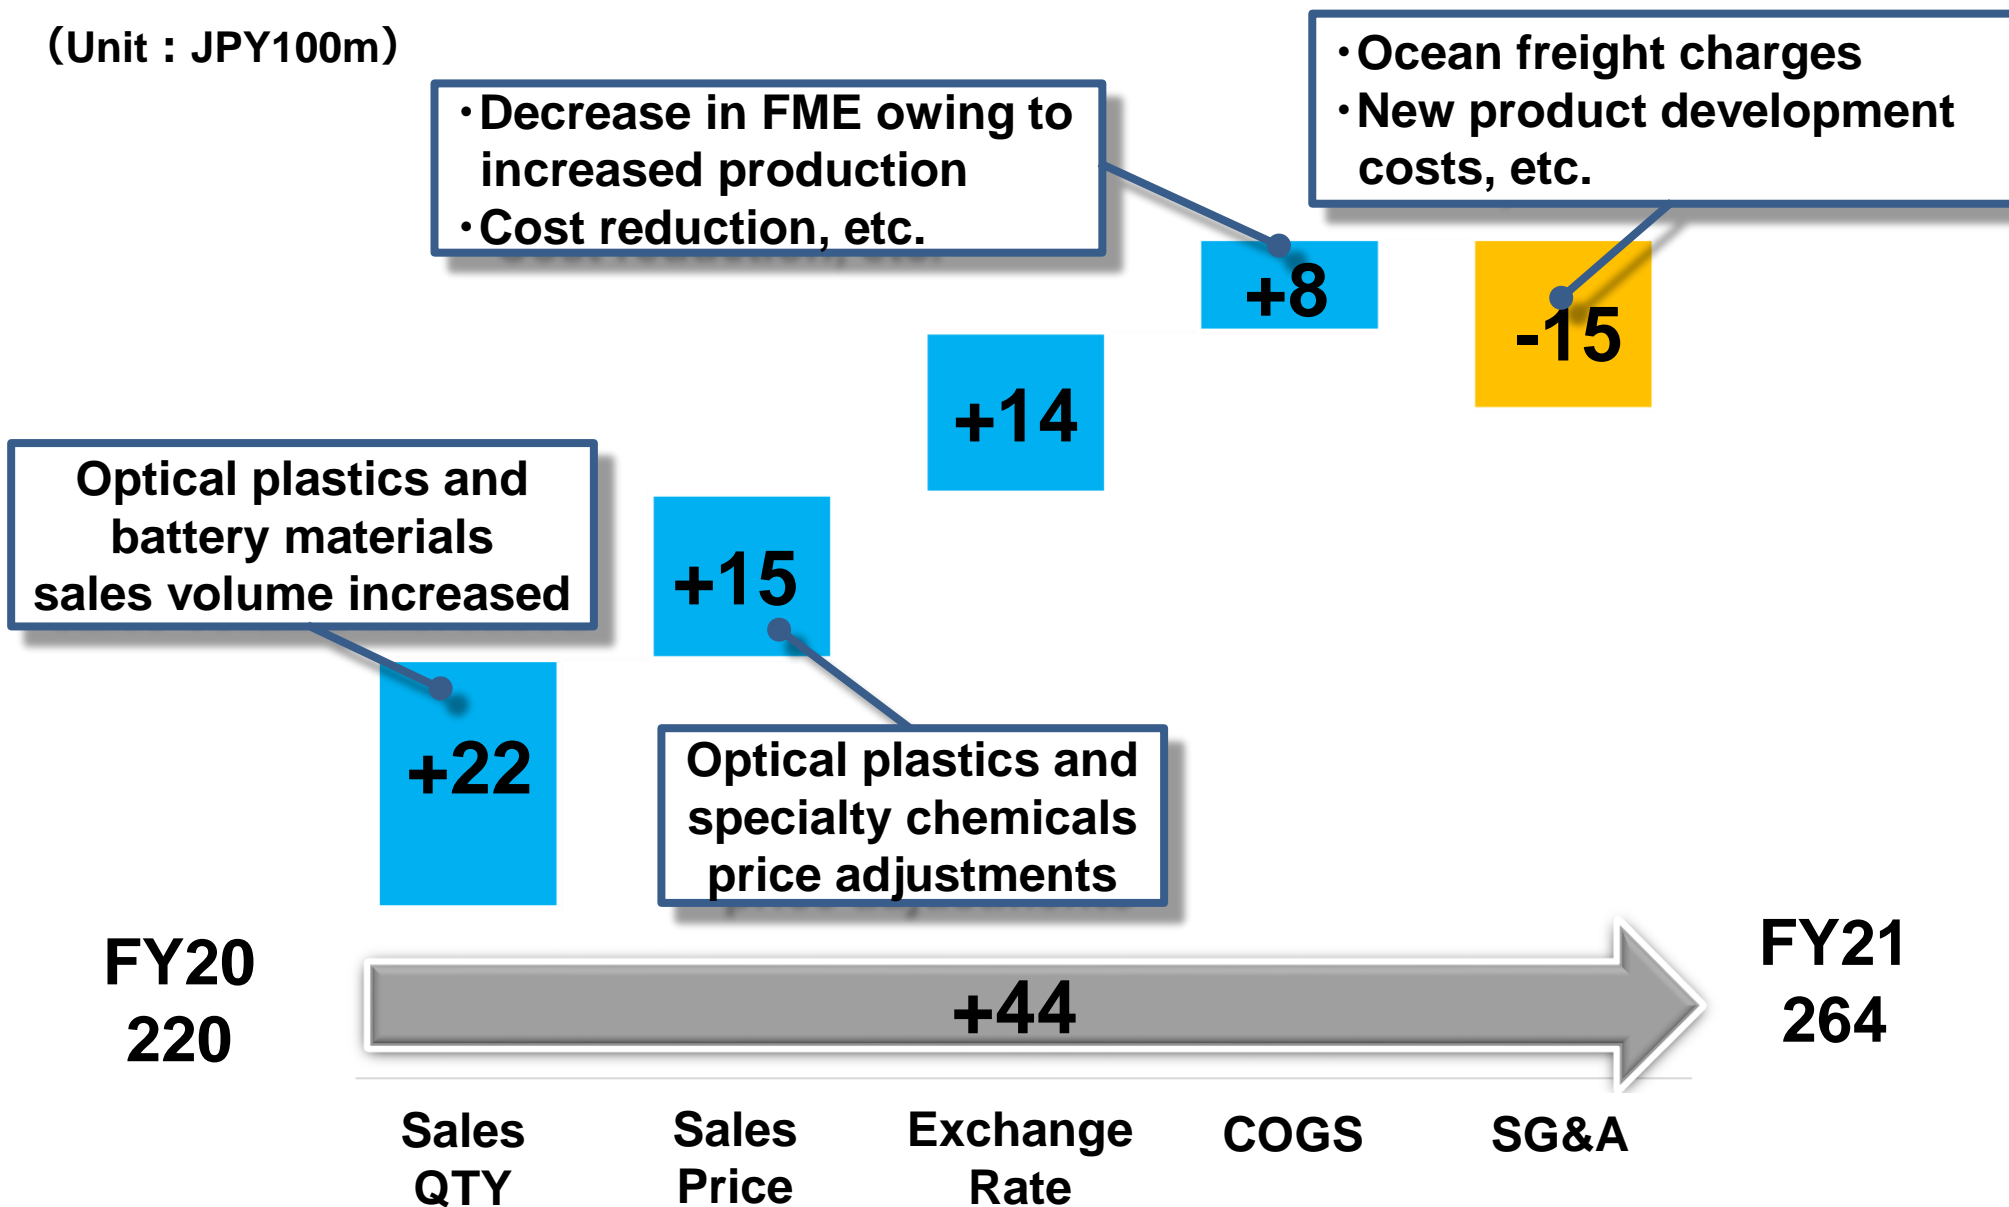 （Unit：JPY100m）
・Ocean freight charges
・New product development
costs, etc.
・Decrease in FME owing to
increased production
・Cost reduction, etc.
+8
-15
+14
Optical plastics and
battery materials
sales volume increased
+15
+22
Optical plastics and
specialty chemicals
price adjustments
FY20
220
+44
FY21
264
Sales
QTY
Sales
Price
Exchange
Rate
COGS
SG&A